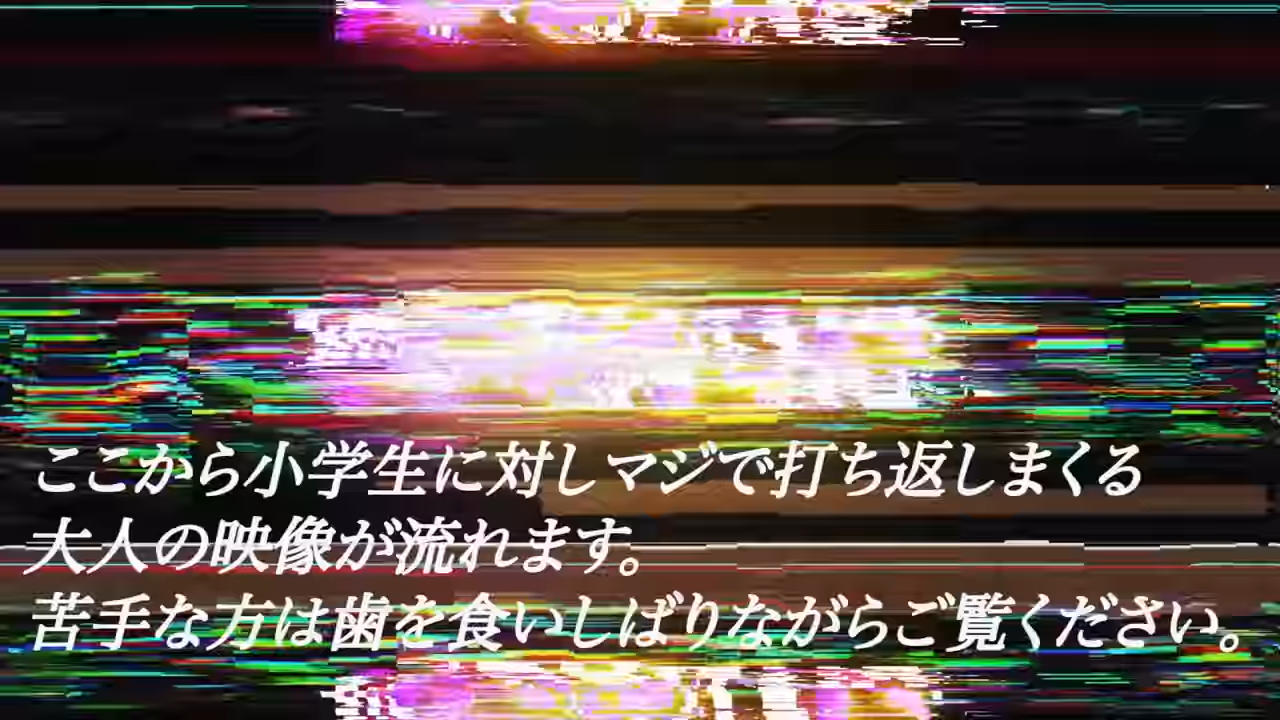 ここから小学生に対しマジで打ち返しまくる
大人の映像が流れます。
苦手な方は歯を食いしばりながらご覧ください。